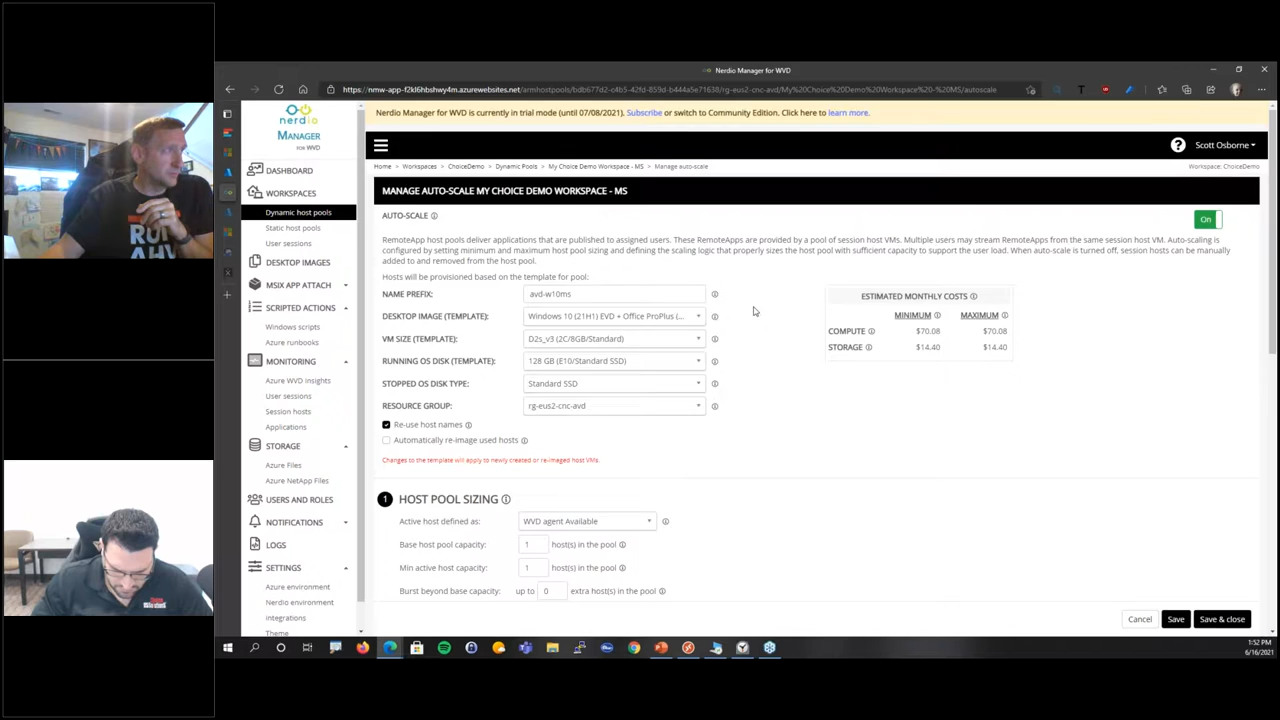 Nerdio Manager for WVD
https://nmw-app-f2kl6hbshwy4m.azurewebsites.net/armhostpools/bdb677d2-c4b5-42fd-859d-b444a5e71638/rg-eus2-cnc-avd/My%20Choice%20Demo%20Workspace%20-%20MS/autoscale
nerdio
MANAGER
FOR WVD
DASHBOARD
WORKSPACES
Dynamic host pools
Static host pools
User sessions
DESKTOP IMAGES
MSIX APP ATTACH
SCRIPTED ACTIONS
Windows scripts
Azure runbooks
MONITORING
Azure WVD Insights
User sessions
Session hosts
Applications
STORAGE
Azure Files
Azure NetApp Files
USERS AND ROLES
NOTIFICATIONS
LOGS
SETTINGS
Azure environment
Nerdio environment
Integrations
Theme
Nerdio Manager for WVD is currently in trial mode (until 07/08/2021). Subscribe or switch to Community Edition. Click here to learn more.
Scott Osborne
Home Workspaces ChoiceDemo Dynamic Pools My Choice Demo Workspace - MS Manage auto-scale
Workspace: ChoiceDemo
MANAGE AUTO-SCALE MY CHOICE DEMO WORKSPACE - MS
AUTO-SCALE
On
RemoteApp host pools deliver applications that are published to assigned users. These RemoteApps are provided by a pool of session host VMs. Multiple users may stream RemoteApps from the same session host VM. Auto-scaling is
configured by setting minimum and maximum host pool sizing and defining the scaling logic that properly sizes the host pool with sufficient capacity to support the user load. When auto-scale is turned off, session hosts can be manually
added to and removed from the host pool.
Hosts will be provisioned based on the template for pool:
NAME PREFIX: avd-w10ms
DESKTOP IMAGE (TEMPLATE): Windows 10 (21H1) EVD + Office ProPlus (...
VM SIZE (TEMPLATE): D2s_v3 (2C/8GB/Standard)
RUNNING OS DISK (TEMPLATE): 128 GB (E10/Standard SSD)
STOPPED OS DISK TYPE: Standard SSD
RESOURCE GROUP: rg-eus2-cnc-avd
Re-use host names
Automatically re-image used hosts
Changes to the template will apply to newly created or re-imaged host VMs.
ESTIMATED MONTHLY COSTS
MINIMUM MAXIMUM
COMPUTE $70.08 $70.08
STORAGE $14.40 $14.40
1 HOST POOL SIZING
Active host defined as: WVD agent Available
Base host pool capacity: 1 host(s) in the pool
Min active host capacity: 1 host(s) in the pool
Burst beyond base capacity: up to 0 extra host(s) in the pool
Cancel Save Save & close
1:52 PM
6/16/2021